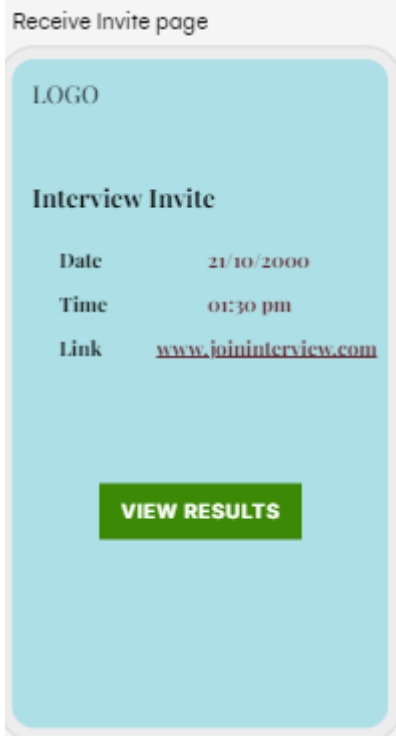 Receive Invite page
LOGO
Interview Invite
Date 21/10/2000
Time 01:30 pm
Link www.joininterview.com
VIEW RESULTS